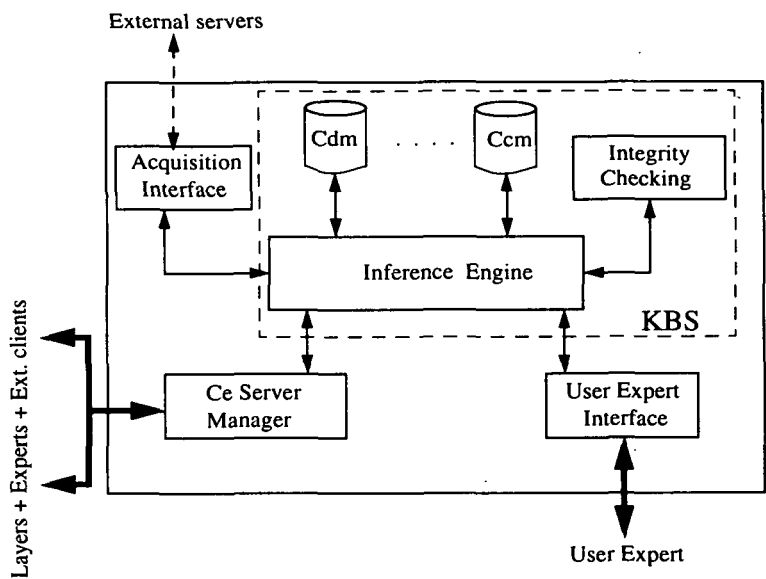 External servers
Cdm
. . . . .
Ccm
Acquisition
Interface
Integrity
Checking
Inference Engine
KBS
Layers + Experts + Ext. clients
Ce Server
Manager
User Expert
Interface
User Expert